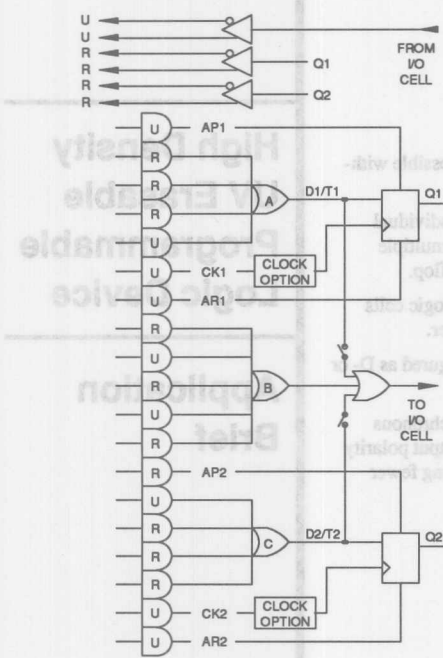 U
U
R
R
R
R
FROM
I/O
CELL
Q1
Q2
U AP1
R
R
R
U
A
D1/T1
Q1
U CK1 CLOCK
OPTION
U AR1
R
U
R
U
R
B
TO
I/O
CELL
R AP2
U
R
R
R
C
D2/T2
Q2
U CK2 CLOCK
OPTION
U AR2
High Density
UV Erasable
Programmable
Logic Device
Application
Brief